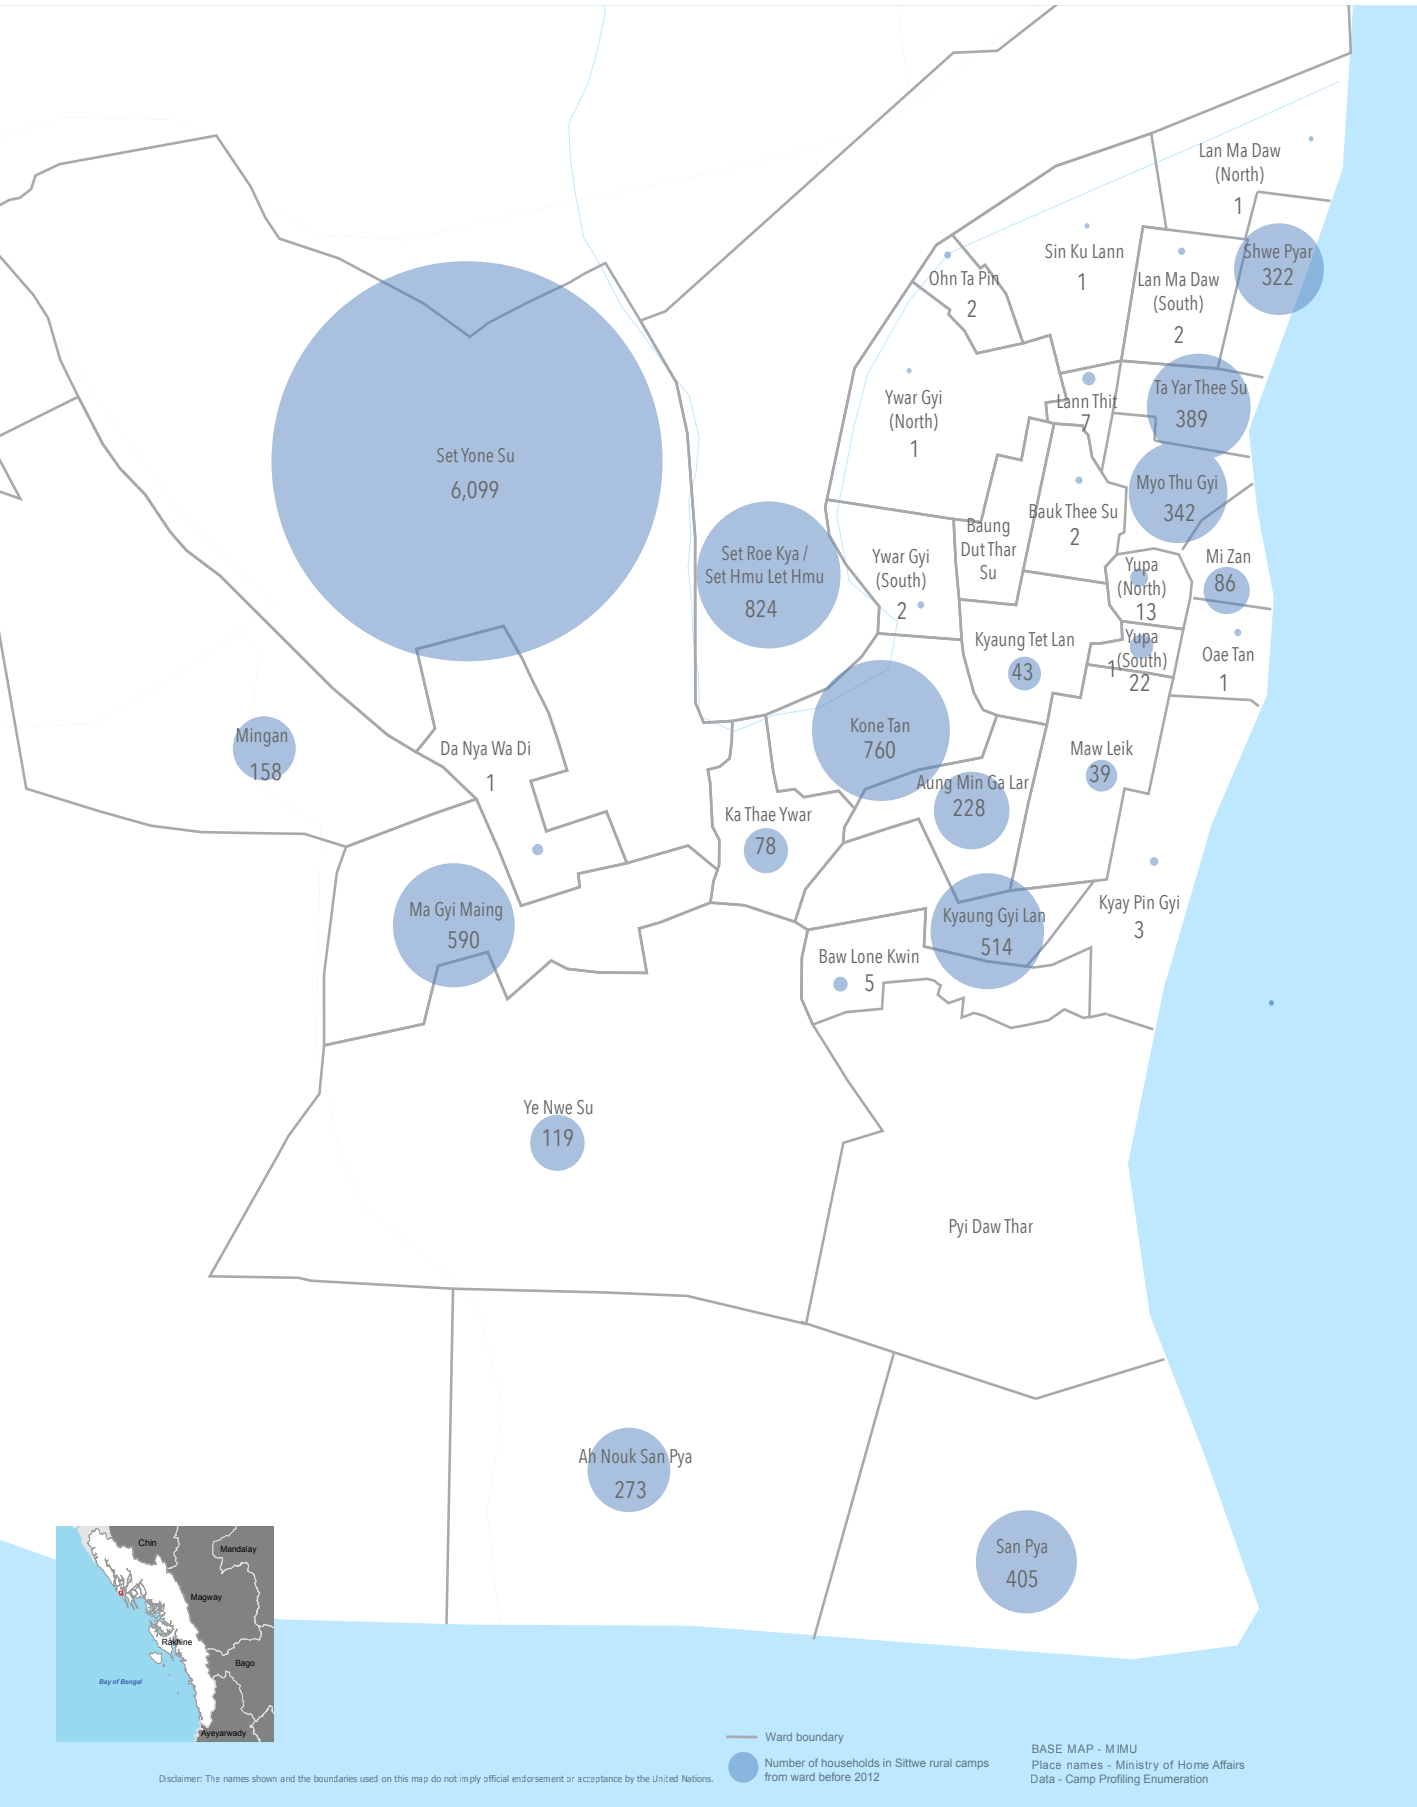 Lan Ma Daw
(North)
1
Shwe Pyar
322
Sin Ku Lann
1
Ohn Ta Pin
2
Lan Ma Daw
(South)
2
Ywar Gyi
(North)
1
Lann Thit
7
Ta Yar Thee Su
389
Set Yone Su
6,099
Myo Thu Gyi
342
Bauk Thee Su
2
Baung
Dut Thar
Su
Set Roe Kya /
Set Hmu Let Hmu
824
Ywar Gyi
(South)
2
Yupa
(North)
13
Mi Zan
86
Kyaung Tet Lan
43
Yupa
(South)
22
1
Oae Tan
1
Mingan
158
Da Nya Wa Di
1
Kone Tan
760
Maw Leik
39
Aung Min Ga Lar
228
Ka Thae Ywar
78
Ma Gyi Maing
590
Kyaung Gyi Lan
514
Kyay Pin Gyi
3
Baw Lone Kwin
5
Ye Nwe Su
119
Pyi Daw Thar
Ah Nouk San Pya
273
San Pya
405
Chin
Mandalay
Magway
Rakhine
Bago
Bay of Bengal
Ayeyarwady
Ward boundary
Number of households in Sittwe rural camps
from ward before 2012
BASE MAP - MIMU
Place names - Ministry of Home Affairs
Data - Camp Profiling Enumeration
Disclaimer: The names shown and the boundaries used on this map do not imply official endorsement or acceptance by the United Nations.